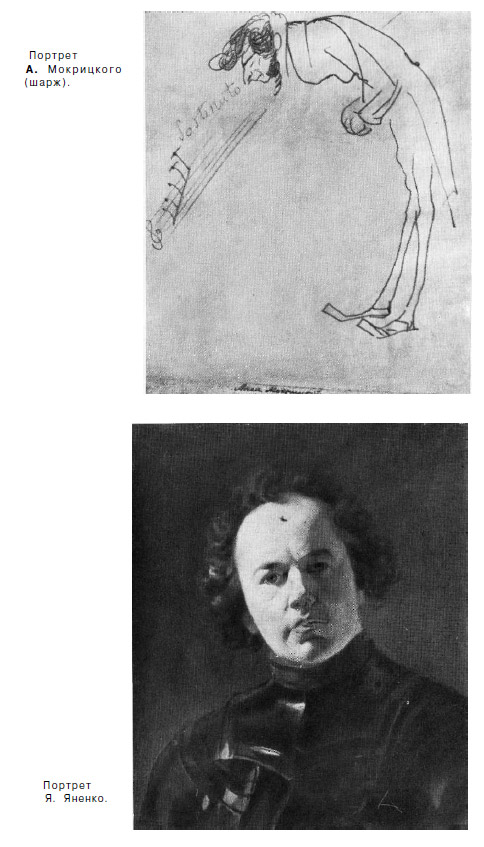 Портрет
А. Мокрицкого
(шарж).
Sostenuto
Портрет
Я. Яненко.